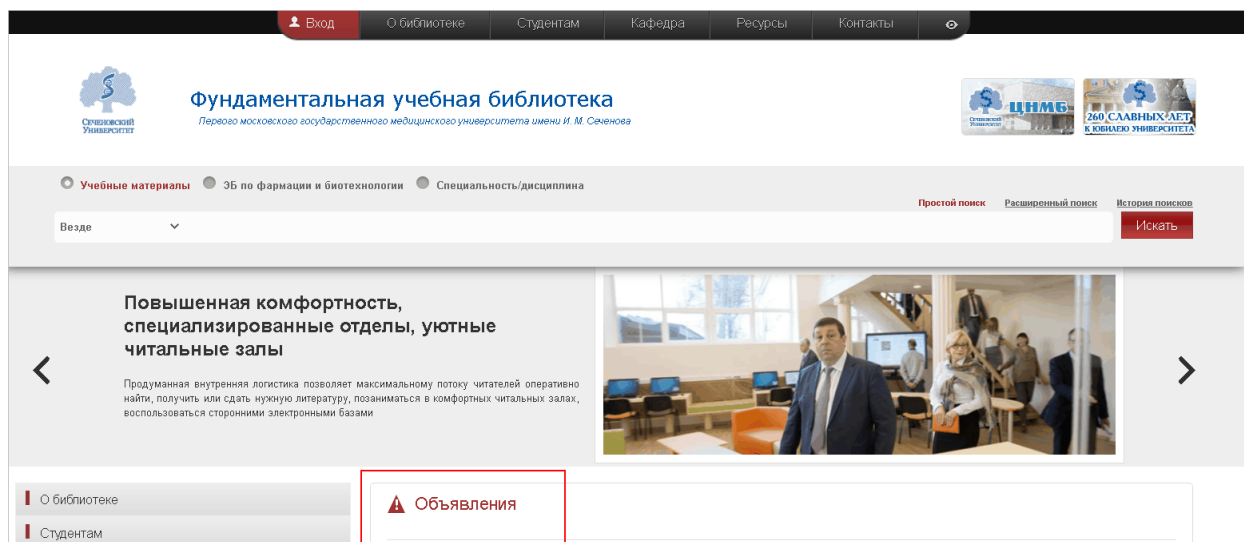 Вход О библиотеке Студентам Кафедра Ресурсы Контакты
Сеченовский
Университет
Фундаментальная учебная библиотека
Первого московского государственного медицинского университета имени И. М. Сеченова
Сеченовский
Университет
ЦНМБ
260 СЛАВНЫХ ЛЕТ
К ЮБИЛЕЮ УНИВЕРСИТЕТА
Учебные материалы ЭБ по фармации и биотехнологии Специальность/дисциплина
Простой поиск Расширенный поиск История поисков
Везде Искать
Повышенная комфортность,
специализированные отделы, уютные
читальные залы
Продуманная внутренняя логистика позволяет максимальному потоку читателей оперативно
найти, получить или сдать нужную литературу, позаниматься в комфортных читальных залах,
воспользоваться сторонними электронными базами
О библиотеке
Студентам
Объявления